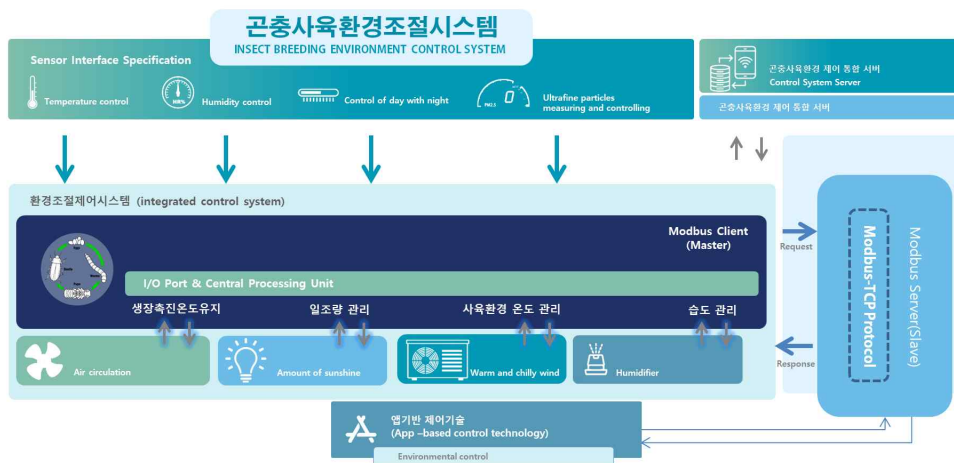 곤충사육환경조절시스템
INSECT BREEDING ENVIRONMENT CONTROL SYSTEM
Sensor Interface Specification
Temperature control
Humidity control
Control of day with night
PM2.5
0
Ultrafine particles
measuring and controlling
곤충사육환경 제어 통합 서버
Control System Server
곤충사육환경 제어 통합 서버
환경조절제어시스템 (integrated control system)
Modbus Client
(Master)
I/O Port & Central Processing Unit
생장촉진온도유지
일조량 관리
사육환경 온도 관리
습도 관리
Air circulation
Amount of sunshine
Warm and chilly wind
Humidifier
Request
Response
Modbus-TCP Protocol
Modbus Server(Slave)
앱기반 제어기술
(App –based control technology)
Environmental control